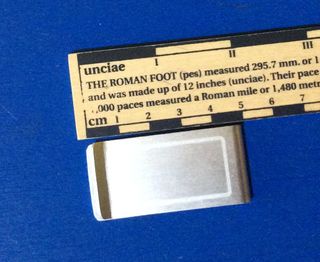 I II III
unciae
THE ROMAN FOOT (pes) measured 295.7 mm. or 1
and was made up of 12 inches (unciae). Their pace
,000 paces measured a Roman mile or 1,480 metr
cm 1 2 3 4 5 6 7